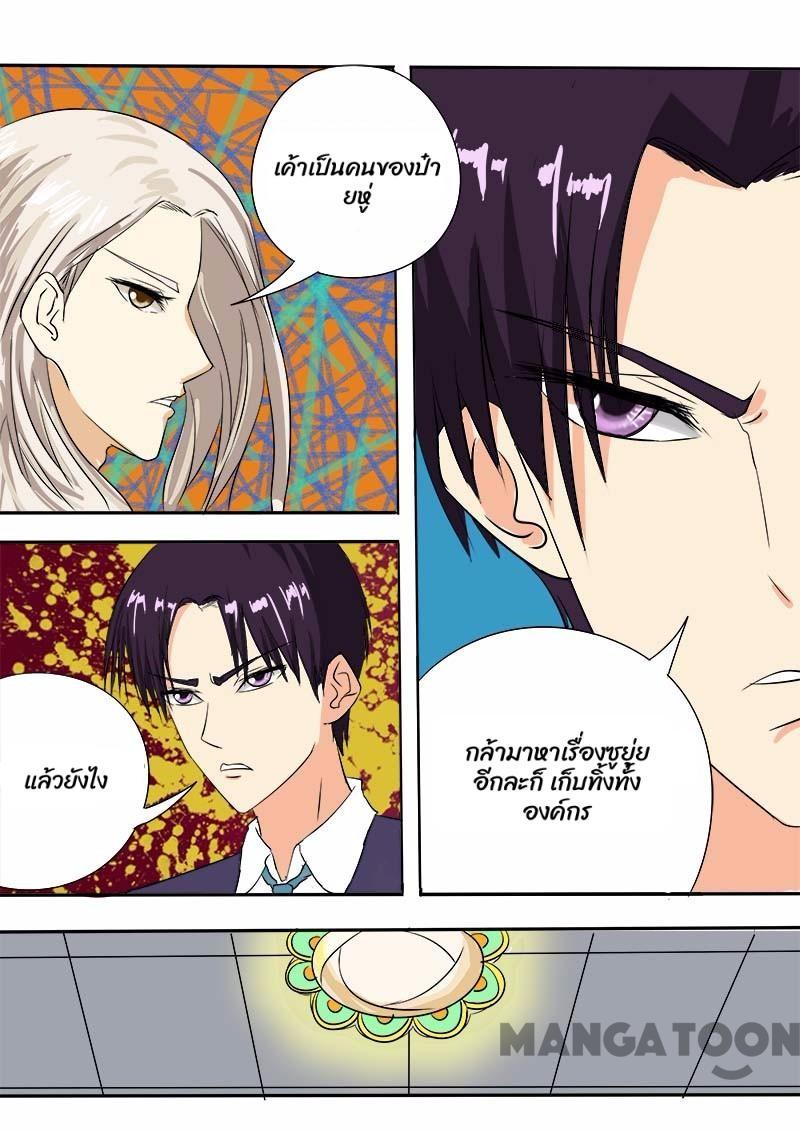 เค้าเป็นคนของป๋า
ยหู่
แล้วยังไง
กล้ามาหาเรื่องซูยุ่ย
อีกละก็ เก็บทิ้งทั้ง
องค์กร
MANGATOON